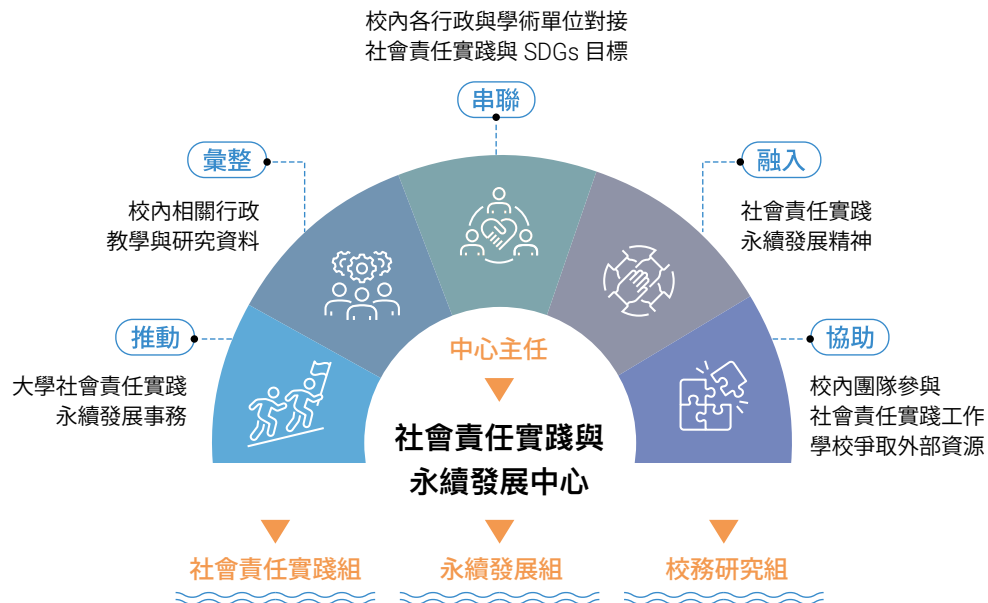 校內各行政與學術單位對接
社會責任實踐與 SDGs 目標
串聯
彙整
校內相關行政
教學與研究資料
融入
社會責任實踐
永續發展精神
推動
大學社會責任實踐
永續發展事務
協助
校內團隊參與
社會責任實踐工作
學校爭取外部資源
中心主任
社會責任實踐與
永續發展中心
社會責任實踐組
永續發展組
校務研究組